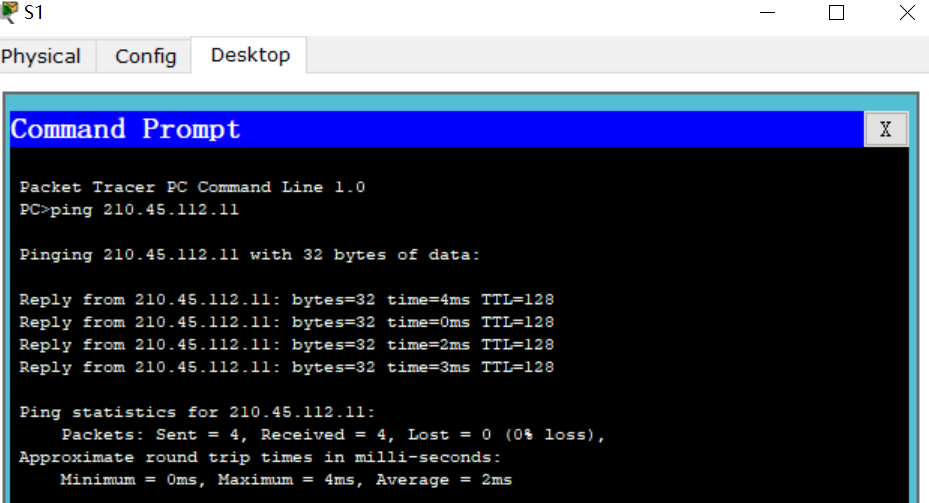 S1
Physical Config Desktop
Command Prompt X
Packet Tracer PC Command Line 1.0
PC>ping 210.45.112.11
Pinging 210.45.112.11 with 32 bytes of data:
Reply from 210.45.112.11: bytes=32 time=4ms TTL=128
Reply from 210.45.112.11: bytes=32 time=0ms TTL=128
Reply from 210.45.112.11: bytes=32 time=2ms TTL=128
Reply from 210.45.112.11: bytes=32 time=3ms TTL=128
Ping statistics for 210.45.112.11:
Packets: Sent = 4, Received = 4, Lost = 0 (0% loss),
Approximate round trip times in milli-seconds:
Minimum = 0ms, Maximum = 4ms, Average = 2ms